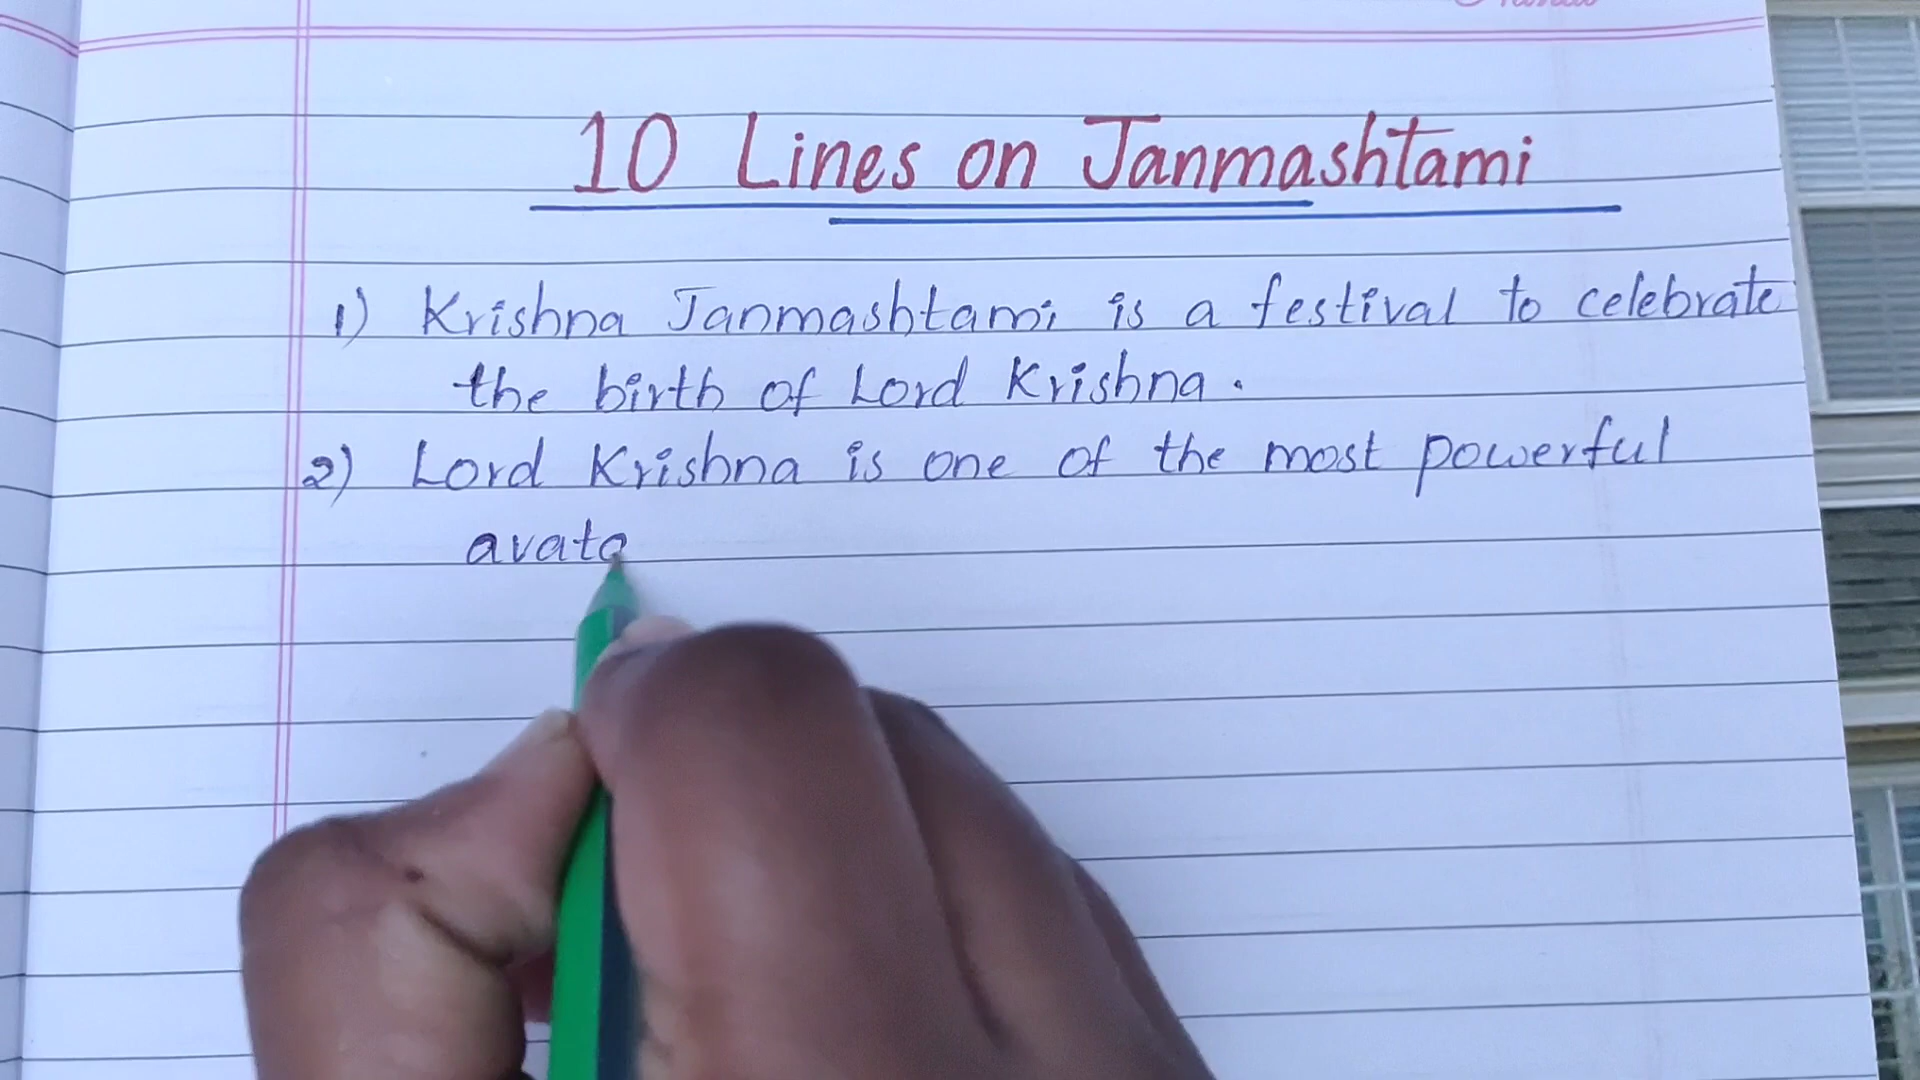 10 Lines on Janmashtami
1) Krishna Janmashtami is a festival to celebrate
the birth of Lord Krishna.
2) Lord Krishna is one of the most powerful
avata